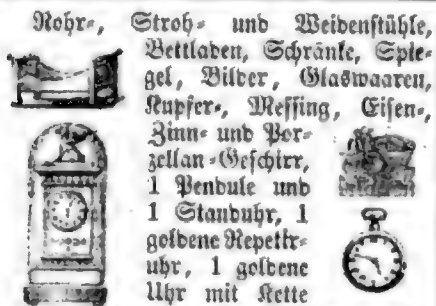 Rohr-, Stroh- und Weidenstühle,
Bettladen, Schränke, Spie-
gel, Bilder, Glaswaaren,
Kupfer-, Messing, Eisen-,
Zinn- und Por-
zellan-Geschirr,
1 Pendule und
1 Standuhr, 1
goldene Repetir-
uhr, 1 goldene
Uhr mit Kette